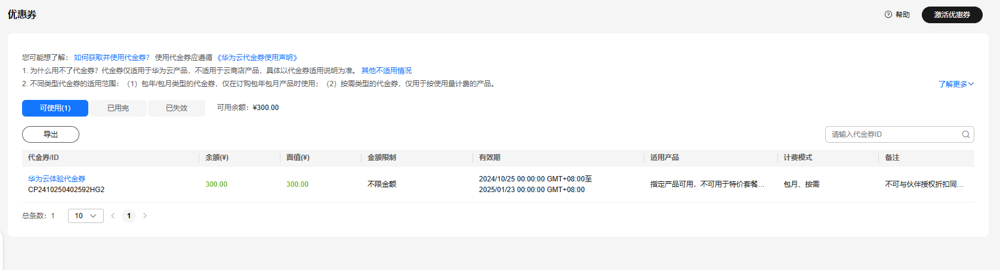 优惠券
帮助
激活优惠券
您可能想了解： 如何获取并使用代金券？ 使用代金券应遵循 《华为云代金券使用声明》
1. 为什么用不了代金券？代金券仅适用于华为云产品，不适用于云商店产品，具体以代金券适用说明为准。 其他不适用情况
2. 不同类型代金券的适用范围：（1）包年/包月类型的代金券，仅在订购包年包月产品时使用；（2）按需类型的代金券，仅用于按使用量计费的产品。
了解更多
可使用(1) 已用完 已失效 可用余额：¥300.00
导出
请输入代金券ID
代金券/ID 余额(¥) 面值(¥) 金额限制 有效期 适用产品 计费模式 备注
华为云体验代金券
CP2410250402592HG2
300.00 300.00 不限金额
2024/10/25 00:00:00 GMT+08:00至
2025/01/23 00:00:00 GMT+08:00
指定产品可用，不可用于特价套餐... 包月、按需 不可与伙伴授权折扣同...
总条数：1 10 1